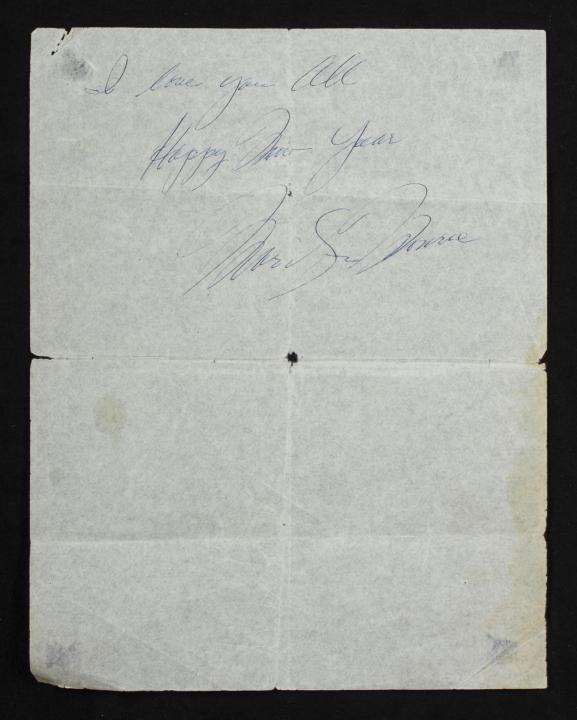 I love you All
Happy New Year
Marilyn Monroe